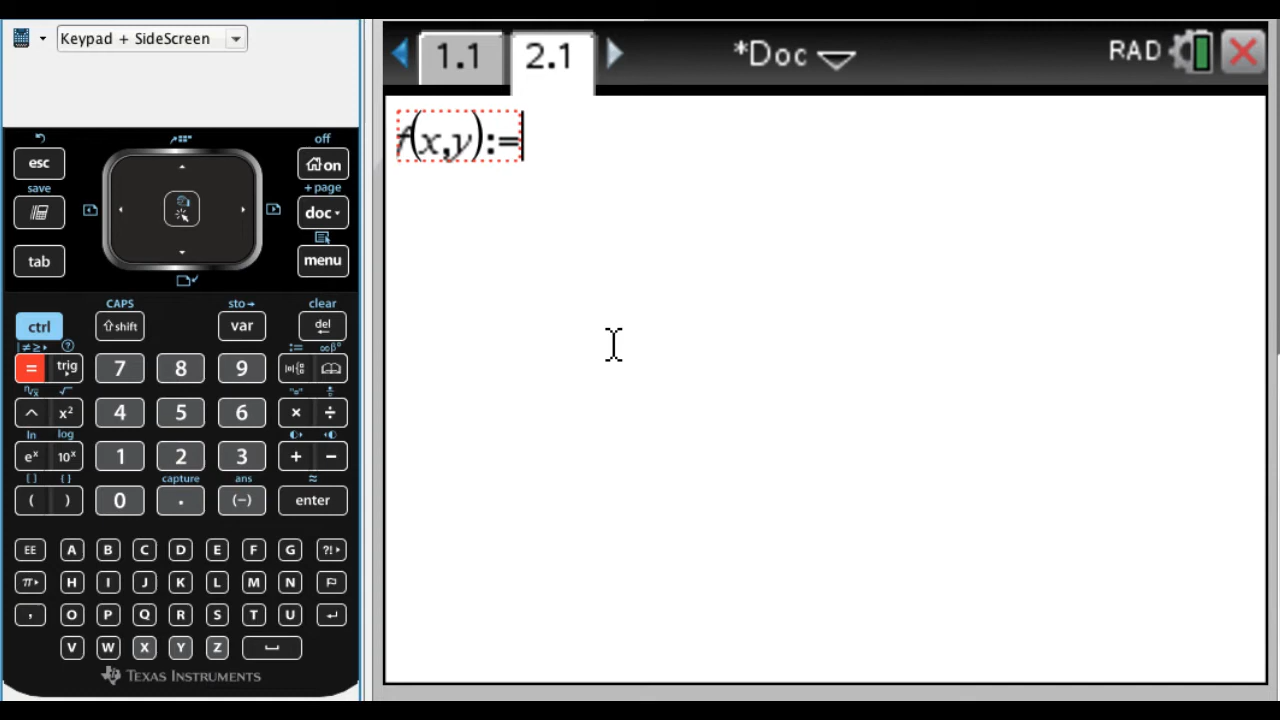 Keypad + SideScreen
1.1 2.1 *Doc RAD
f(x,y):=
off
esc on
save + page
doc
tab menu
CAPS sto→ clear
ctrl ⇧shift var del
|≠≥▸ ? := ∞β°
= trig 7 8 9 |□|{8
ⁿ√x √ "□"
^ x² 4 5 6 × ÷
ln log
eˣ 10ˣ 1 2 3 + −
[ ] { } capture ans ≈
( ) 0 . (−) enter
EE A B C D E F G ?!▸
π▸ H I J K L M N
, O P Q R S T U ↵
V W X Y Z
TEXAS INSTRUMENTS